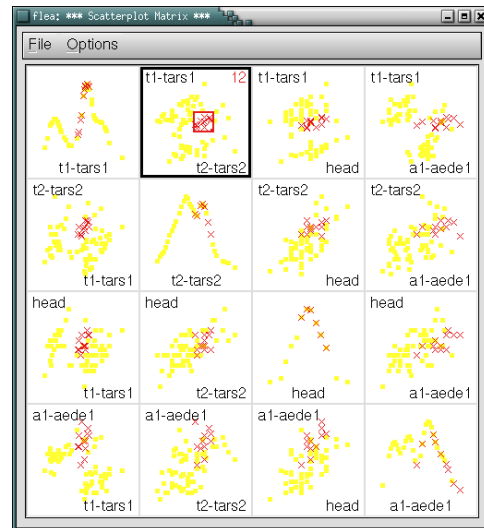 flea: *** Scatterplot Matrix ***
File Options
t1-tars1
t1-tars1 12
t2-tars2
t1-tars1
head
t1-tars1
a1-aede1
t2-tars2
t1-tars1
t2-tars2
t2-tars2
head
t2-tars2
a1-aede1
head
t1-tars1
head
t2-tars2
head
head
a1-aede1
a1-aede1
t1-tars1
a1-aede1
t2-tars2
a1-aede1
head
a1-aede1